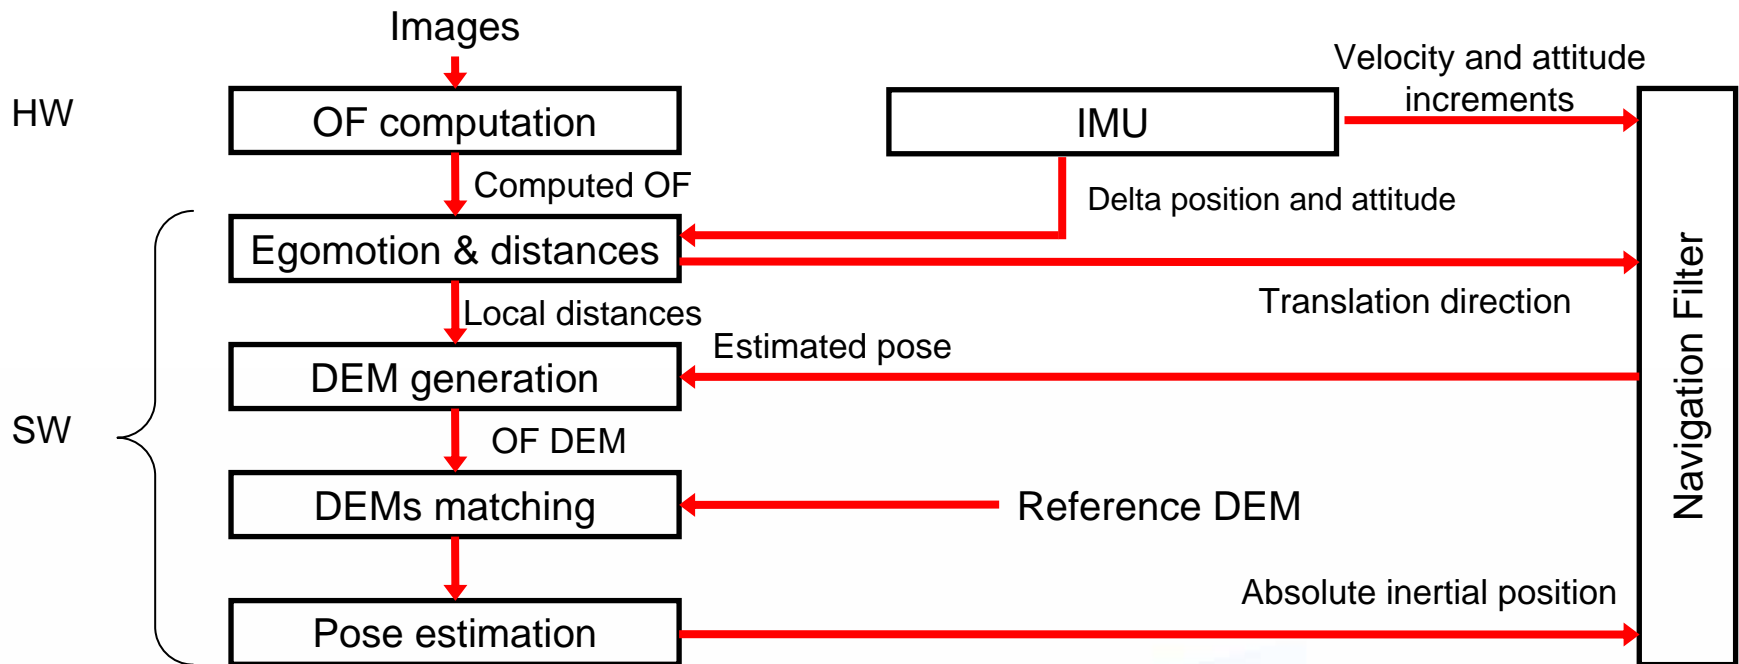 Images
Velocity and attitude
increments
HW
OF computation
IMU
Computed OF
Delta position and attitude
Egomotion & distances
Translation direction
Local distances
Estimated pose
DEM generation
Navigation Filter
SW
OF DEM
DEMs matching
Reference DEM
Absolute inertial position
Pose estimation